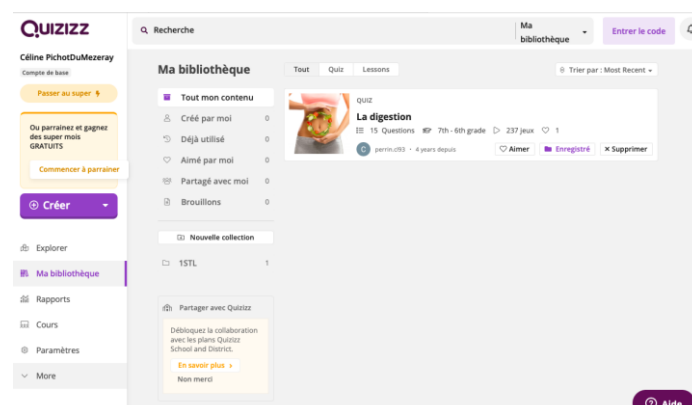 QUIZIZZ
Recherche
Ma
bibliothèque
Entrer le code
Céline PichotDuMezeray
Compte de base
Passer au super
Ou parrainez et gagnez
des super mois
GRATUITS
Commencer à parrainer
Créer
Explorer
Ma bibliothèque
Rapports
Cours
Paramètres
More
Ma bibliothèque
Tout mon contenu
Créé par moi 0
Déjà utilisé 0
Aimé par moi 0
Partagé avec moi 0
Brouillons 0
Nouvelle collection
1STL 1
Partager avec Quizizz
Débloquez la collaboration
avec les plans Quizizz
School and District.
En savoir plus >
Non merci
Tout Quiz Lessons
Trier par : Most Recent
QUIZ
La digestion
15 Questions 7th - 6th grade 237 jeux 1
C perrin.cl93 • 4 years depuis
Aimer Enregistré × Supprimer
Aide